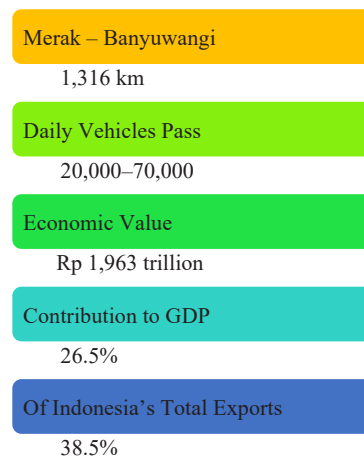 Merak – Banyuwangi
1,316 km
Daily Vehicles Pass
20,000–70,000
Economic Value
Rp 1,963 trillion
Contribution to GDP
26.5%
Of Indonesia’s Total Exports
38.5%